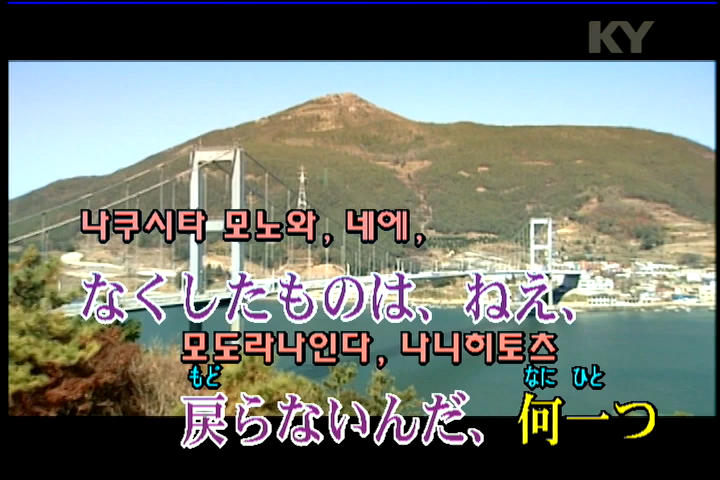 KY
나쿠시타 모노와, 네에,
なくしたものは、ねえ、
모도라나인다, 나니히토츠
もど なに ひと
戻らないんだ、何一つ